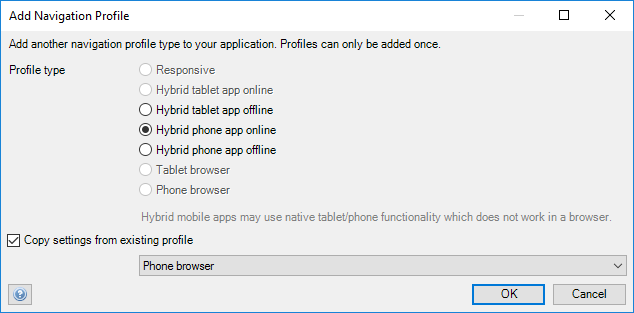 Add Navigation Profile
Add another navigation profile type to your application. Profiles can only be added once.
Profile type
Responsive
Hybrid tablet app online
Hybrid tablet app offline
Hybrid phone app online
Hybrid phone app offline
Tablet browser
Phone browser
Hybrid mobile apps may use native tablet/phone functionality which does not work in a browser.
Copy settings from existing profile
Phone browser
? OK Cancel